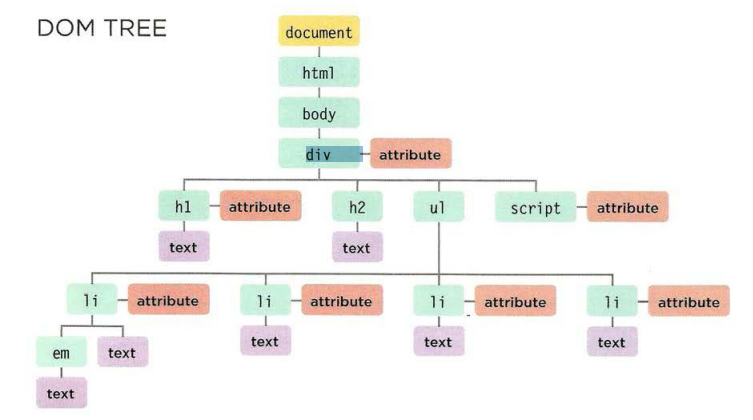 DOM TREE
document
html
body
div attribute
h1 attribute h2 ul script attribute
text text
li attribute li attribute li attribute li attribute
em text text text text
text